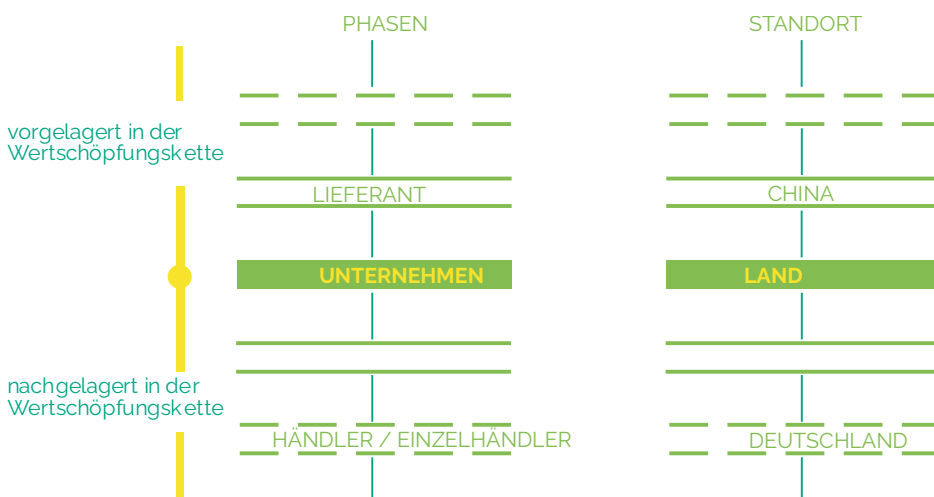 PHASEN
STANDORT
vorgelagert in der
Wertschöpfungskette
LIEFERANT
CHINA
UNTERNEHMEN
LAND
nachgelagert in der
Wertschöpfungskette
HÄNDLER / EINZELHÄNDLER
DEUTSCHLAND